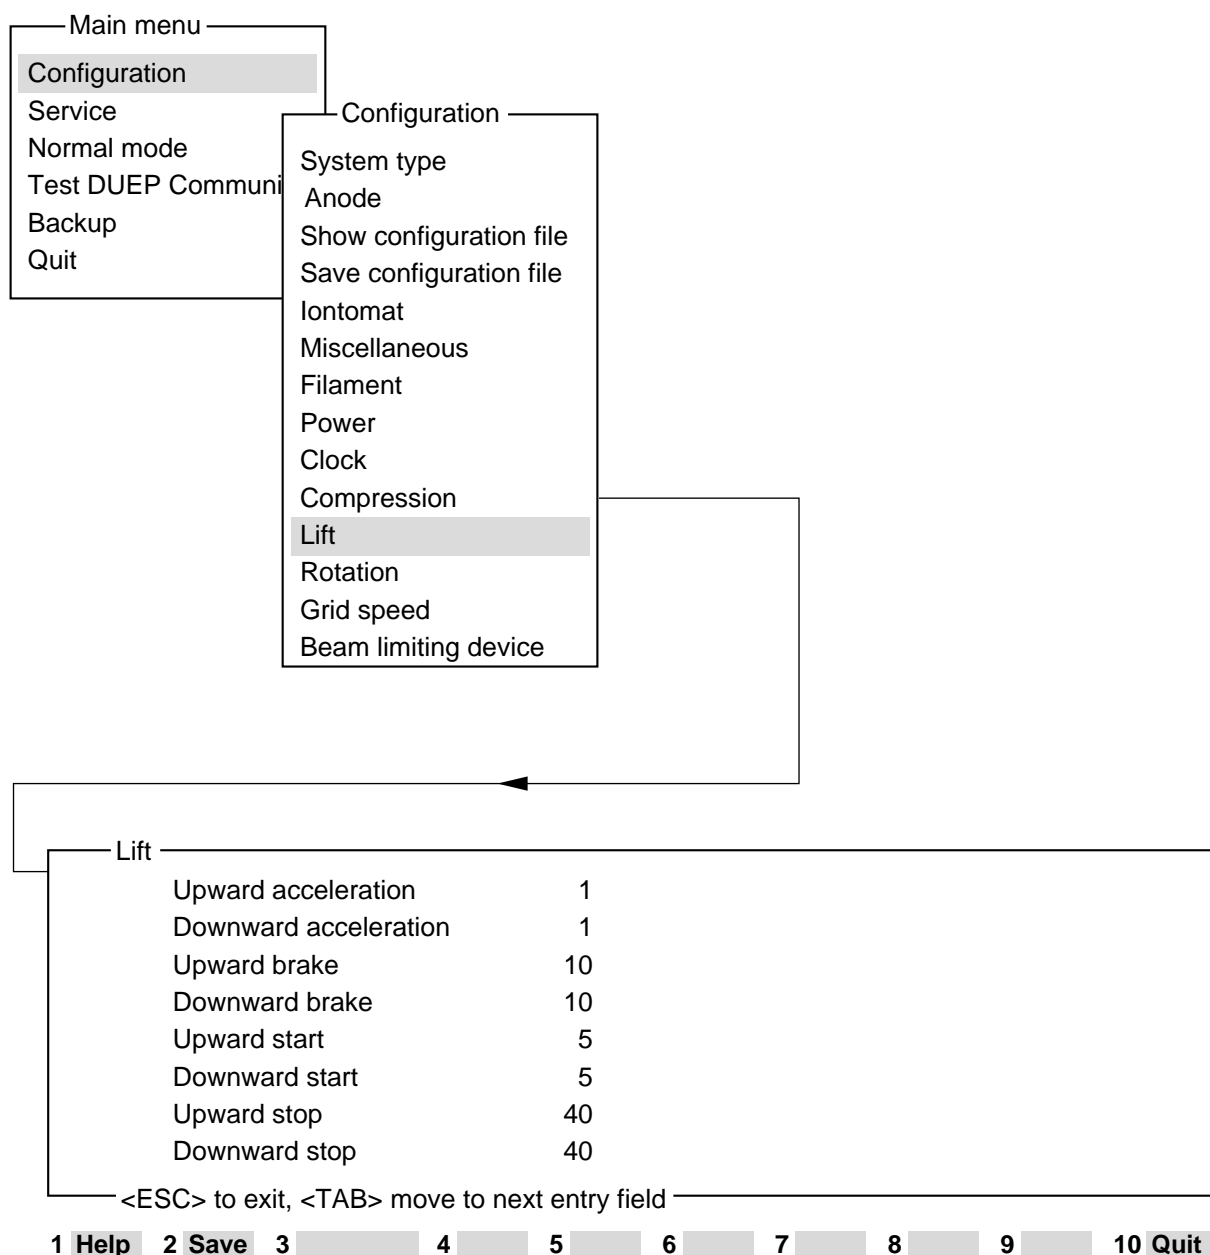 Main menu
Configuration
Service
Normal mode
Test DUEP Communi
Backup
Quit
Configuration
System type
Anode
Show configuration file
Save configuration file
Iontomat
Miscellaneous
Filament
Power
Clock
Compression
Lift
Rotation
Grid speed
Beam limiting device
Lift
Upward acceleration 1
Downward acceleration 1
Upward brake 10
Downward brake 10
Upward start 5
Downward start 5
Upward stop 40
Downward stop 40
<ESC> to exit, <TAB> move to next entry field
1 Help 2 Save 3 4 5 6 7 8 9 10 Quit